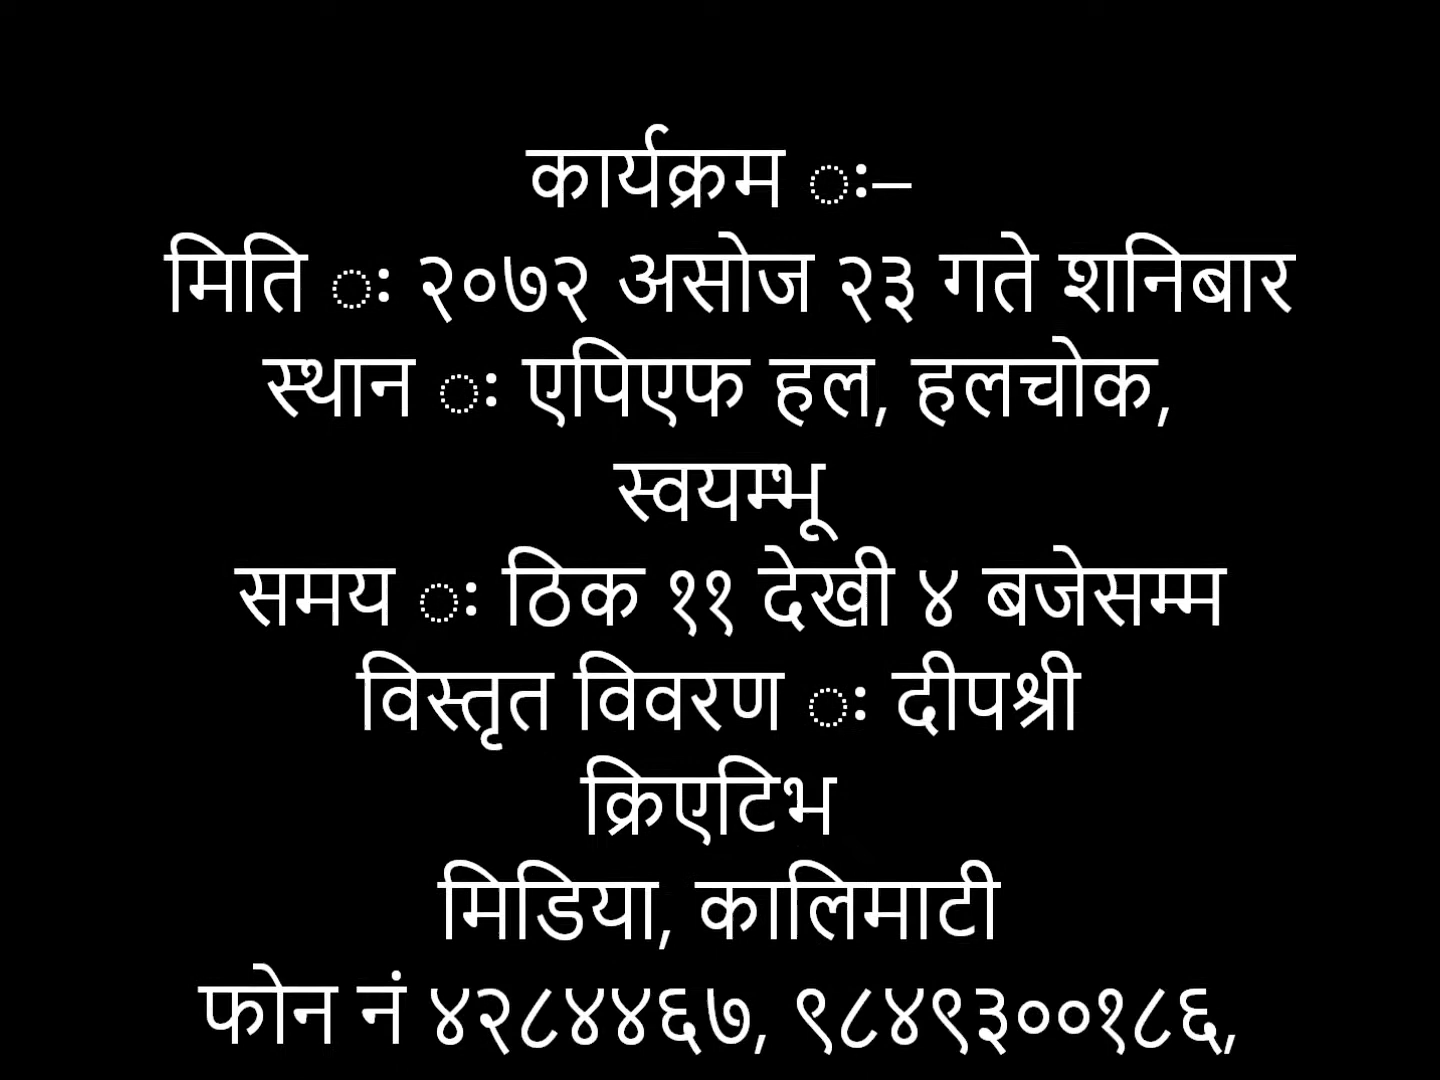 कार्यक्रम ः–
मिति ः २०७२ असोज २३ गते शनिबार
स्थान ः एपिएफ हल, हलचोक,
स्वयम्भू
समय ः ठिक ११ देखी ४ बजेसम्म
विस्तृत विवरण ः दीपश्री
क्रिएटिभ
मिडिया, कालिमाटी
फोन नं ४२८४४६७, ९८४९३००१८६,